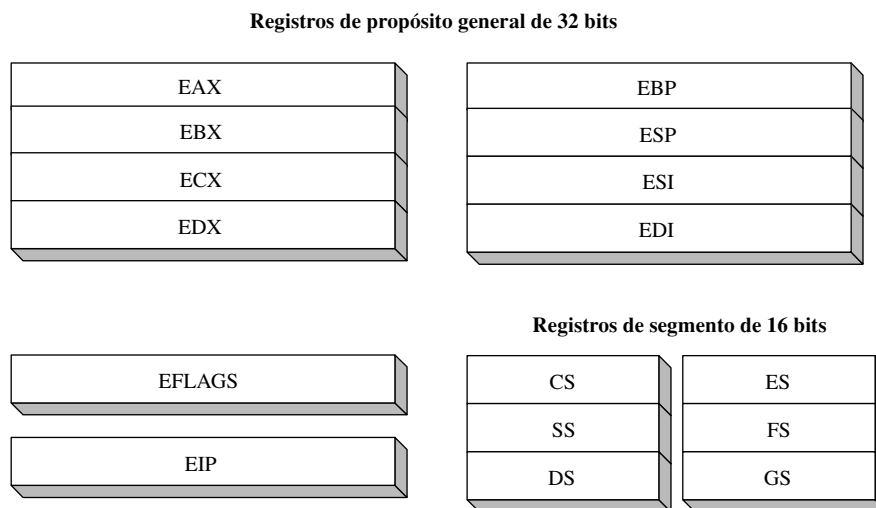 Registros de propósito general de 32 bits
EAX
EBX
ECX
EDX
EBP
ESP
ESI
EDI
EFLAGS
EIP
Registros de segmento de 16 bits
CS
SS
DS
ES
FS
GS